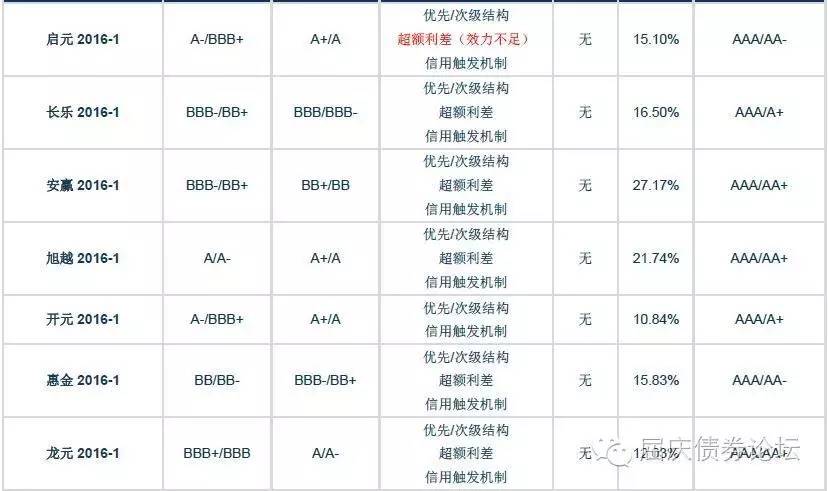 启元 2016-1 A-/BBB+ A+/A 优先/次级结构 无 15.10% AAA/AA-
超额利差（效力不足）
信用触发机制
长乐 2016-1 BBB-/BB+ BBB/BBB- 优先/次级结构 无 16.50% AAA/A+
超额利差
信用触发机制
安赢 2016-1 BBB-/BB+ BB+/BB 优先/次级结构 无 27.17% AAA/AA+
超额利差
信用触发机制
旭越 2016-1 A/A- A+/A 优先/次级结构 无 21.74% AAA/AA+
超额利差
信用触发机制
开元 2016-1 A-/BBB+ A+/A 优先/次级结构 无 10.84% AAA/A+
信用触发机制
惠金 2016-1 BB/BB- BBB-/BB+ 优先/次级结构 无 15.83% AAA/AA-
超额利差
信用触发机制
龙元 2016-1 BBB+/BBB A/A- 优先/次级结构 无 AAA/AA+
超额利差
信用触发机制
屈庆债券论坛